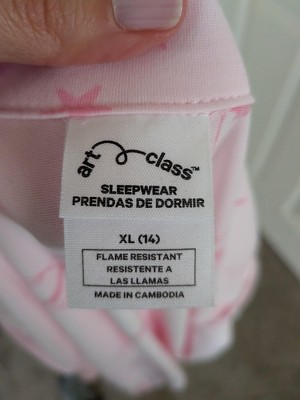 art class™
SLEEPWEAR
PRENDAS DE DORMIR
XL (14)
FLAME RESISTANT
RESISTENTE A
LAS LLAMAS
MADE IN CAMBODIA